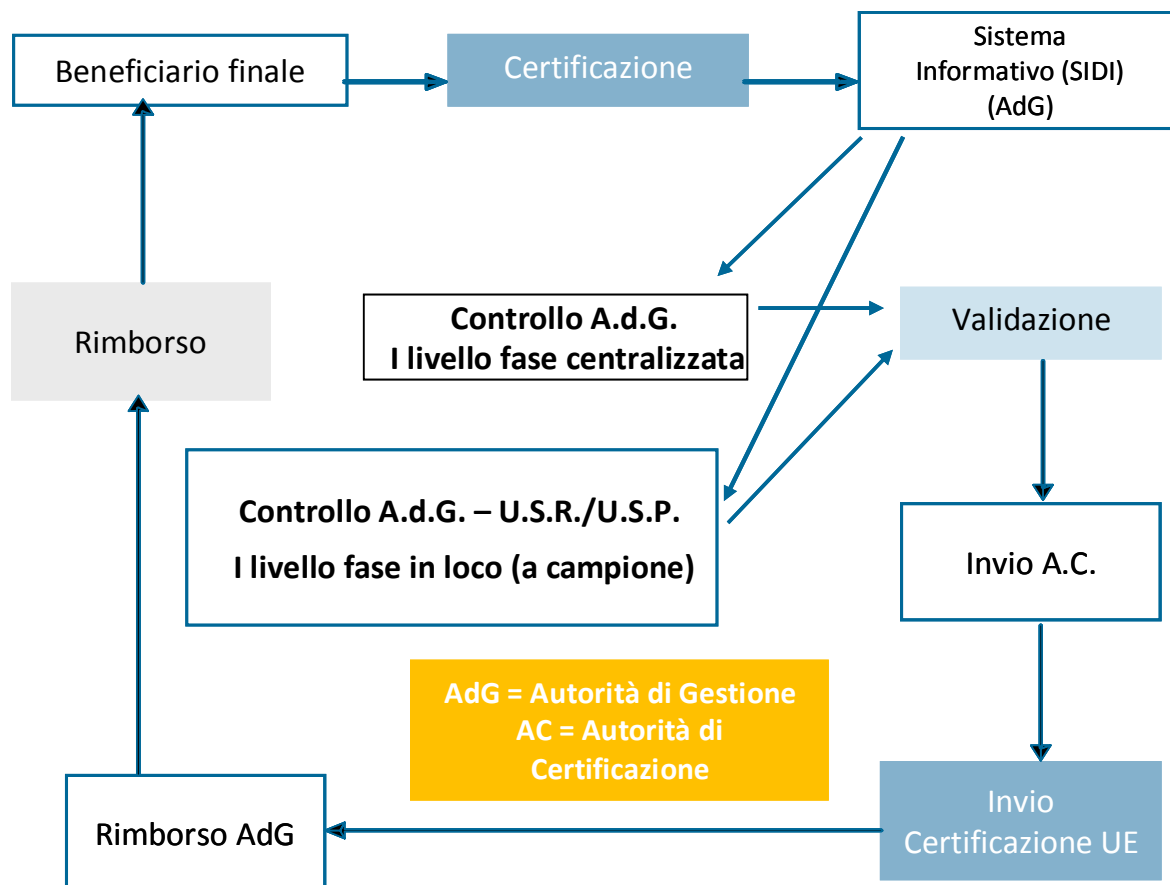 Beneficiario finale
Certificazione
Sistema
Informativo (SIDI)
(AdG)
Rimborso
Controllo A.d.G.
I livello fase centralizzata
Validazione
Controllo A.d.G. – U.S.R./U.S.P.
I livello fase in loco (a campione)
Invio A.C.
AdG = Autorità di Gestione
AC = Autorità di
Certificazione
Rimborso AdG
Invio
Certificazione UE